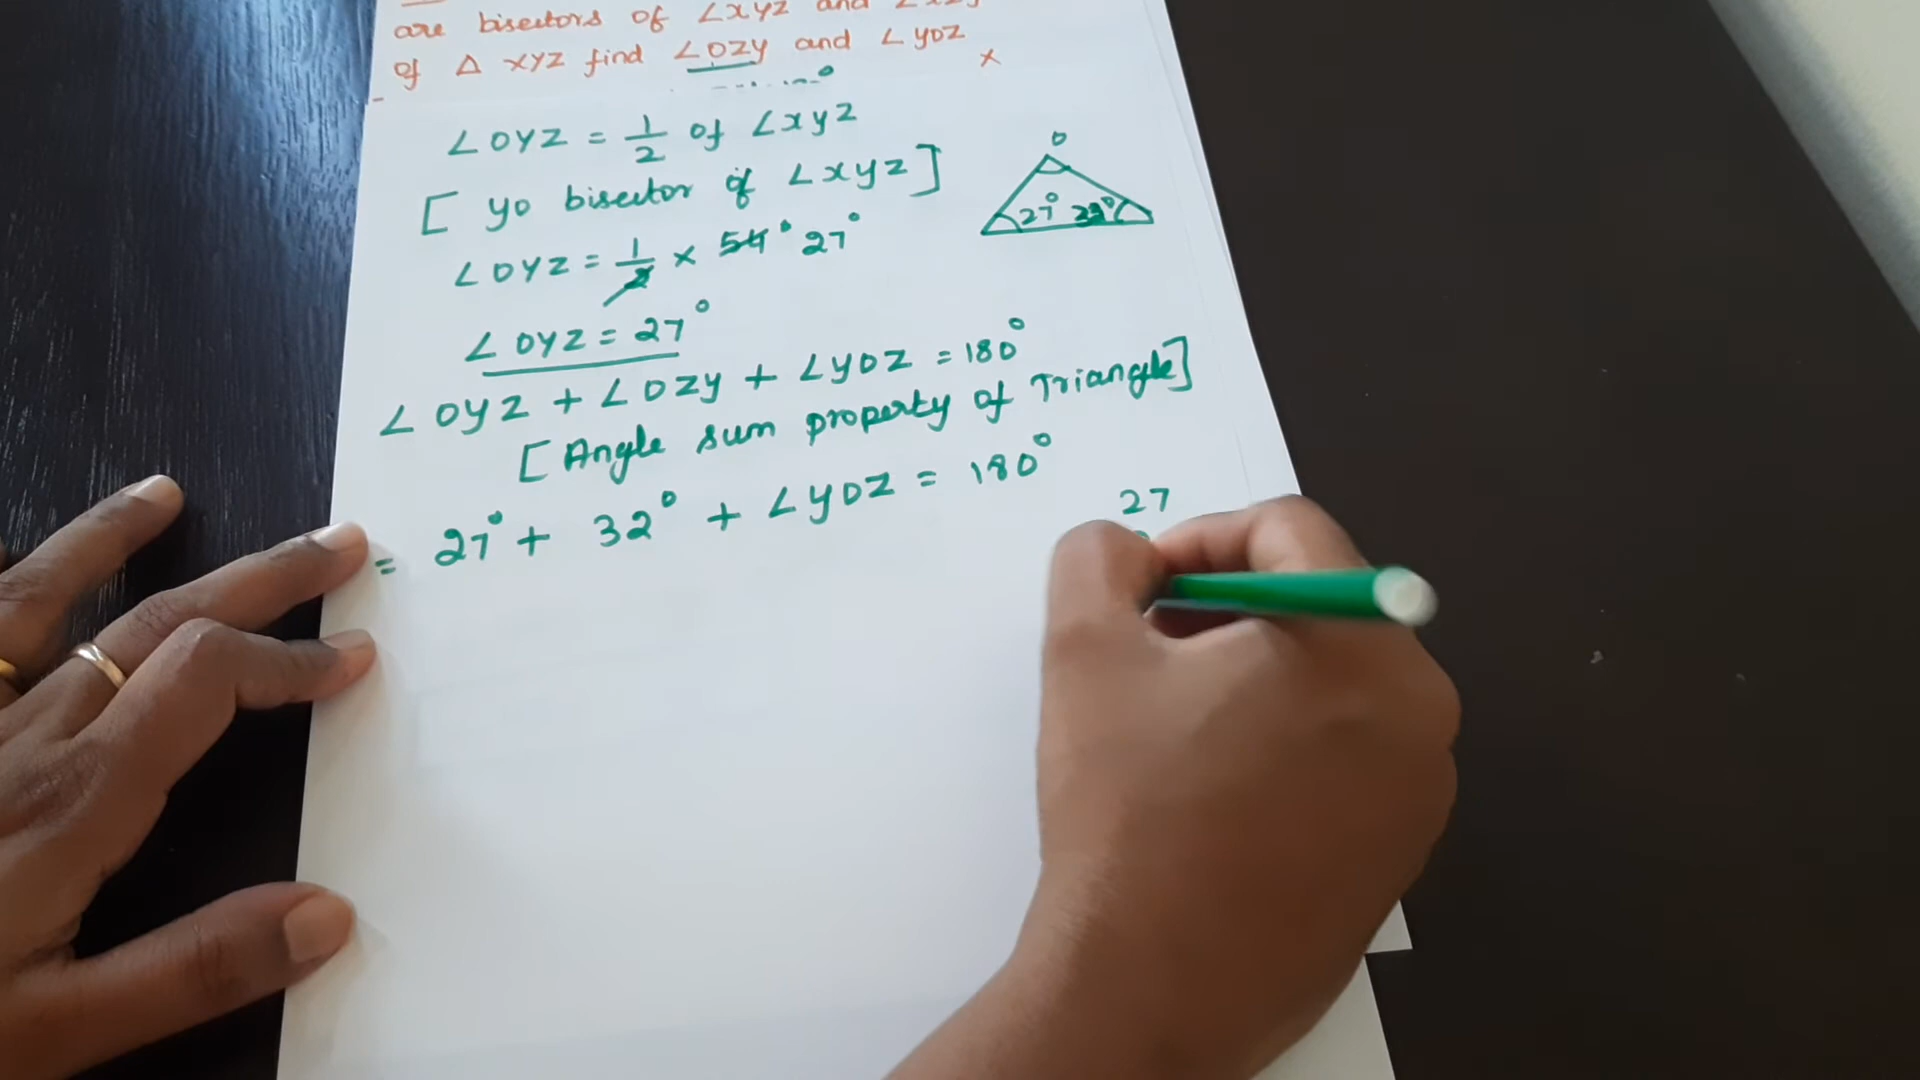 are bisectors of ∠XYZ and
of Δ XYZ find ∠OZY and ∠YOZ
X
∠OYZ = 1/2 of ∠XYZ
[ YO bisector of ∠XYZ ]
O
27° 32°
∠OYZ = 1/2 × 54° 27°
∠OYZ = 27°
∠OYZ + ∠OZY + ∠YOZ = 180°
[ Angle sum property of Triangle ]
= 27° + 32° + ∠YOZ = 180°
27